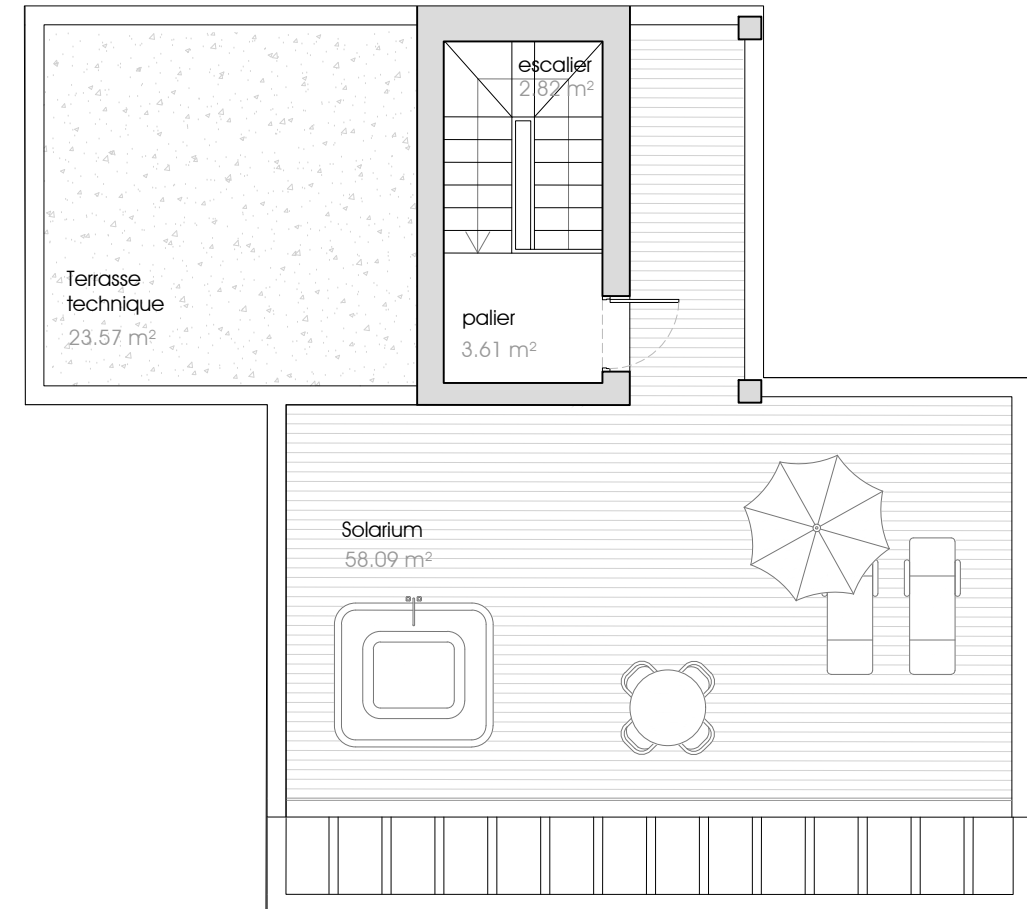 escalier
2.82 m²
Terrasse
technique
23.57 m²
palier
3.61 m²
Solarium
58.09 m²